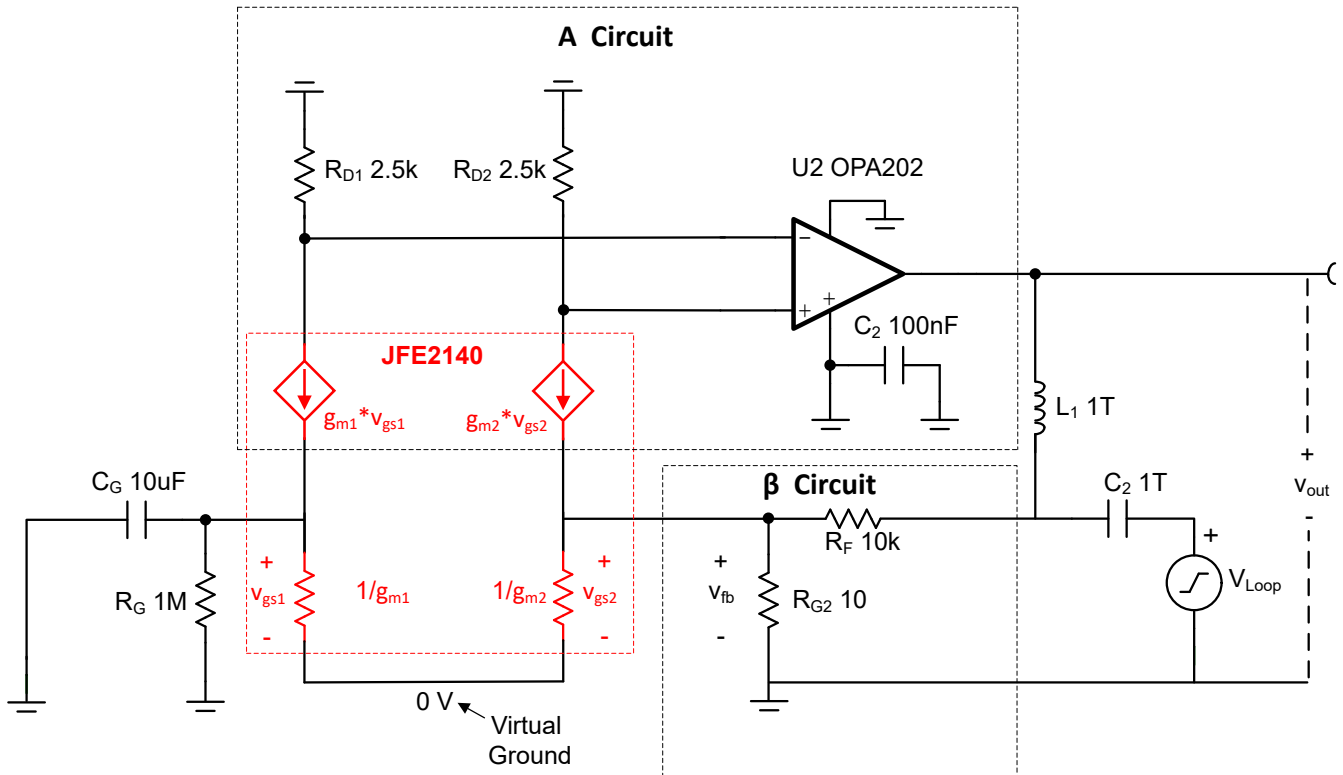 A Circuit
RD1 2.5k
RD2 2.5k
U2 OPA202
−
+
+
C2 100nF
JFE2140
gm1*vgs1
gm2*vgs2
L1 1T
CG 10uF
β Circuit
C2 1T
+
vout
-
RF 10k
+
VLoop
RG 1M
+
vgs1
-
1/gm1
1/gm2
+
vgs2
-
+
vfb
-
RG2 10
0 V
Virtual
Ground